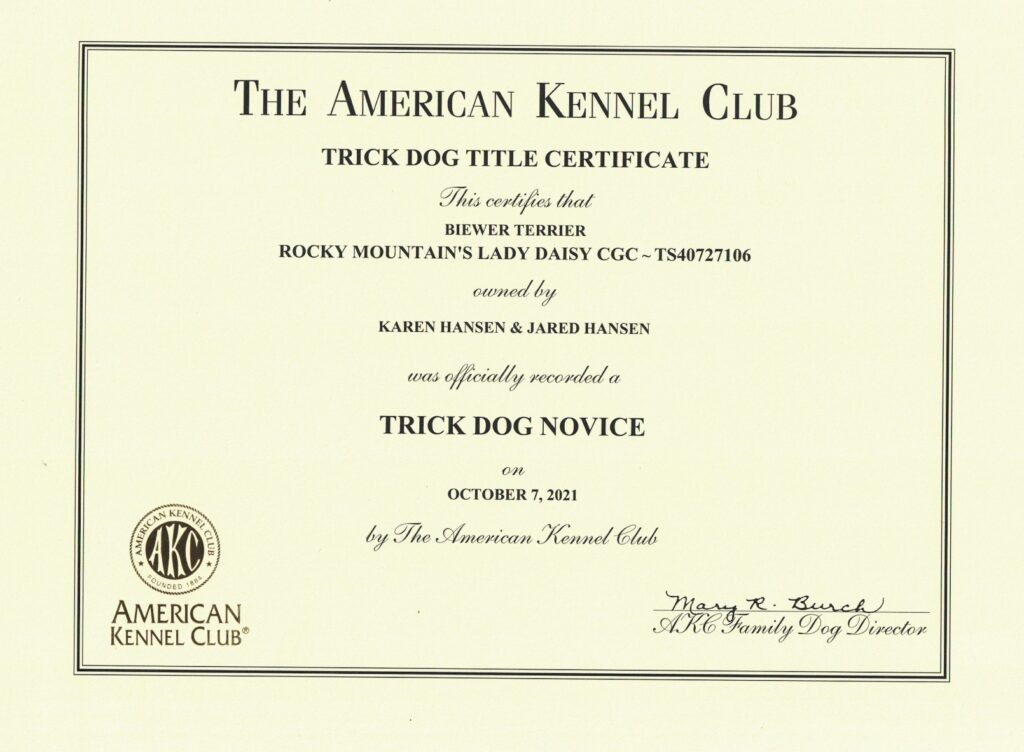 THE AMERICAN KENNEL CLUB
TRICK DOG TITLE CERTIFICATE
This certifies that
BIEWER TERRIER
ROCKY MOUNTAIN'S LADY DAISY CGC ~ TS40727106
owned by
KAREN HANSEN & JARED HANSEN
was officially recorded a
TRICK DOG NOVICE
on
OCTOBER 7, 2021
by The American Kennel Club
AMERICAN KENNEL CLUB
AKC
FOUNDED 1884
AMERICAN
KENNEL CLUB®
Mary R. Burch
AKC Family Dog Director